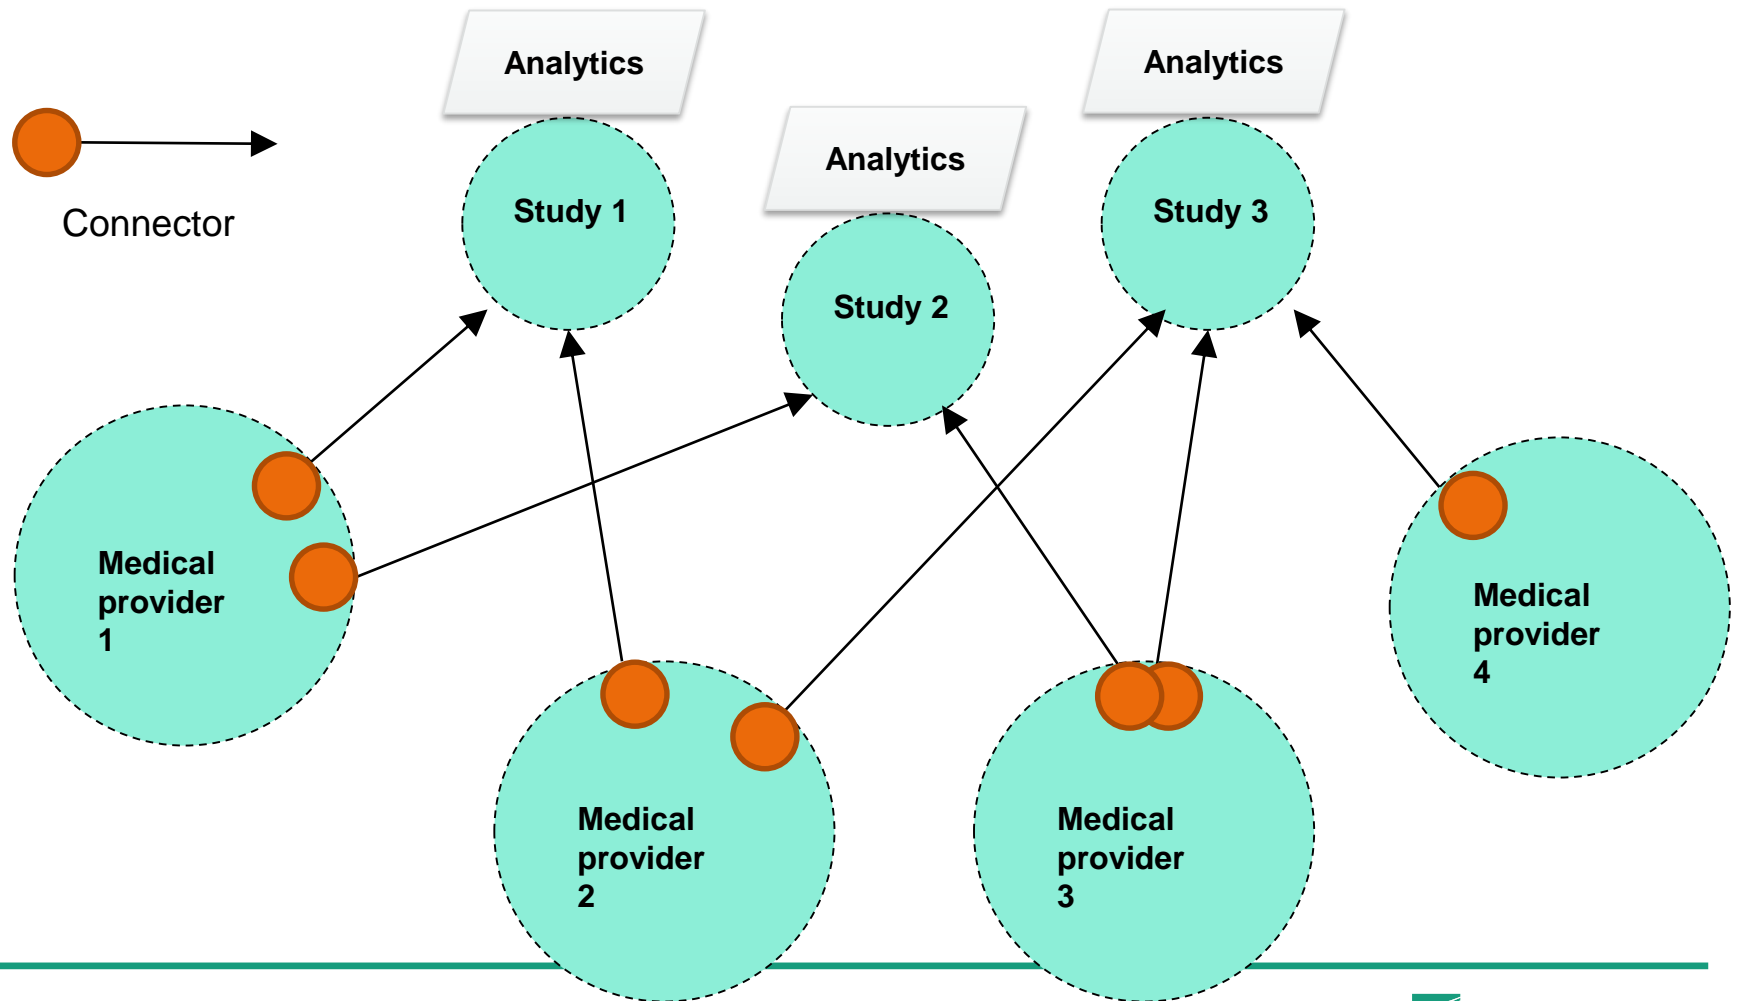 Analytics
Analytics
Analytics
Connector
Study 1
Study 2
Study 3
Medical
provider
1
Medical
provider
2
Medical
provider
3
Medical
provider
4